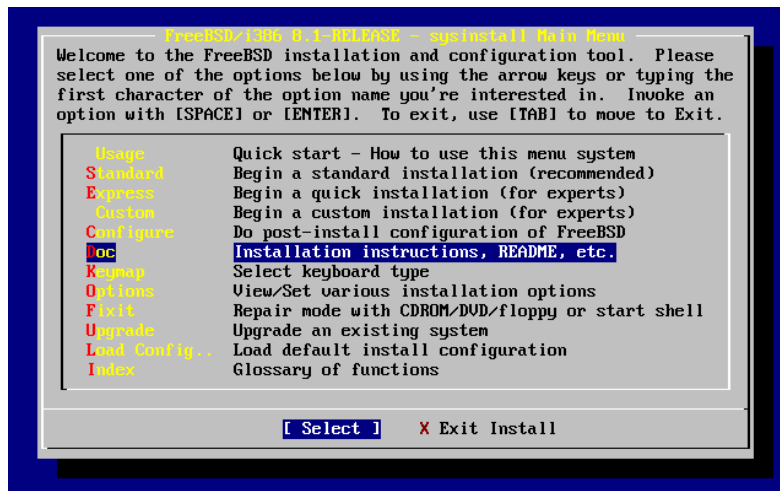 FreeBSD/i386 8.1-RELEASE - sysinstall Main Menu
Welcome to the FreeBSD installation and configuration tool.  Please
select one of the options below by using the arrow keys or typing the
first character of the option name you're interested in.  Invoke an
option with [SPACE] or [ENTER].  To exit, use [TAB] to move to Exit.
Usage Quick start - How to use this menu system
Standard Begin a standard installation (recommended)
Express Begin a quick installation (for experts)
Custom Begin a custom installation (for experts)
Configure Do post-install configuration of FreeBSD
Doc Installation instructions, README, etc.
Keymap Select keyboard type
Options View/Set various installation options
Fixit Repair mode with CDROM/DVD/floppy or start shell
Upgrade Upgrade an existing system
Load Config.. Load default install configuration
Index Glossary of functions
[ Select ] X Exit Install